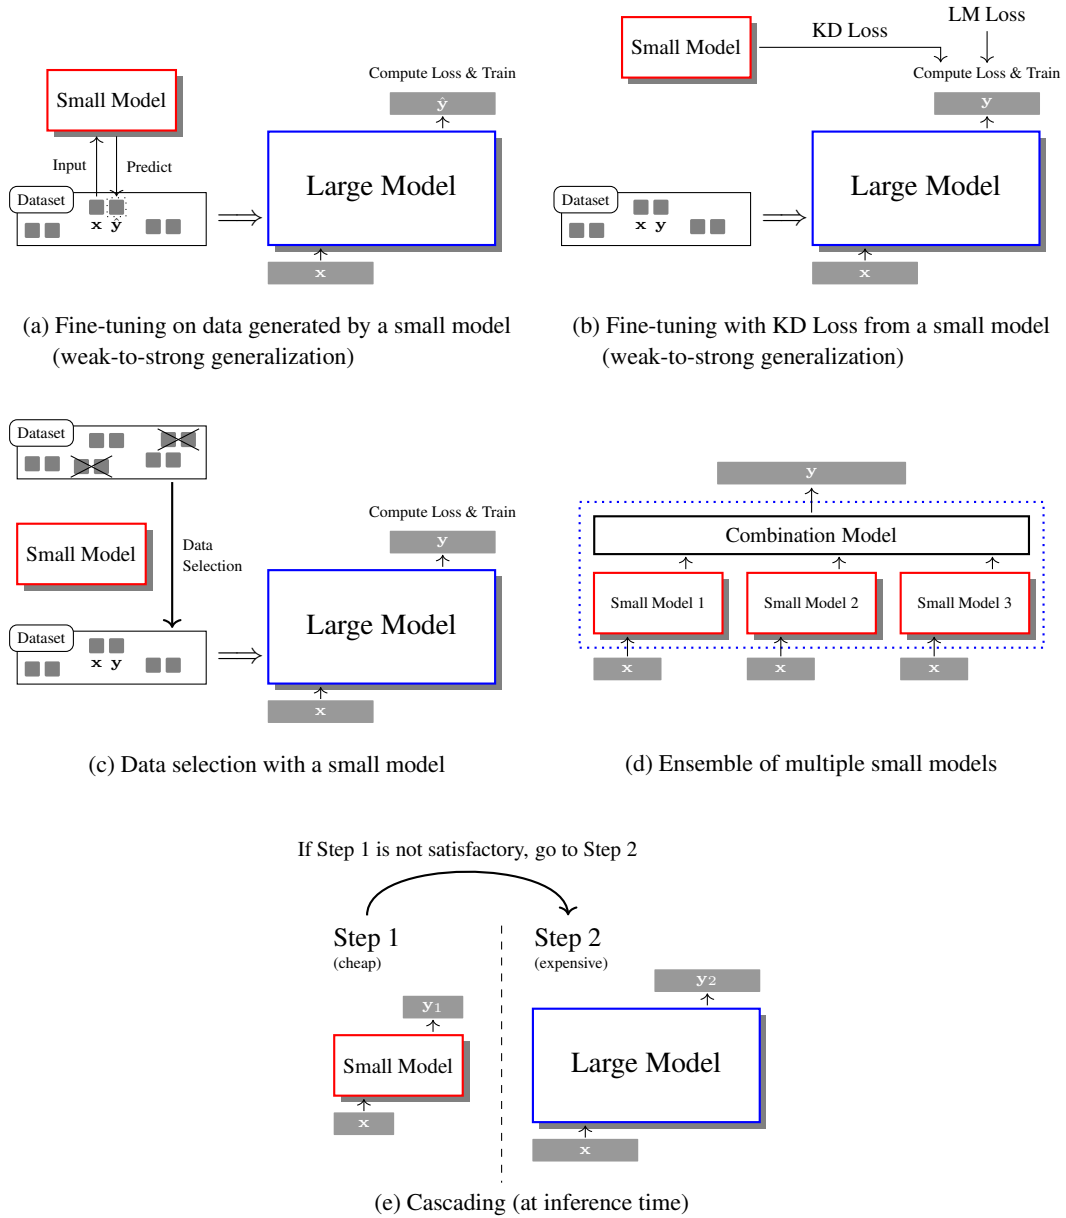 Small Model
Input
Predict
Dataset
x ŷ
Compute Loss & Train
ŷ
Large Model
x
(a) Fine-tuning on data generated by a small model
(weak-to-strong generalization)
Small Model
KD Loss
LM Loss
Compute Loss & Train
y
Dataset
x y
Large Model
x
(b) Fine-tuning with KD Loss from a small model
(weak-to-strong generalization)
Dataset
Small Model
Data
Selection
Dataset
x y
Compute Loss & Train
y
Large Model
x
(c) Data selection with a small model
y
Combination Model
Small Model 1
Small Model 2
Small Model 3
x
x
x
(d) Ensemble of multiple small models
If Step 1 is not satisfactory, go to Step 2
Step 1
(cheap)
y₁
Small Model
x
Step 2
(expensive)
y₂
Large Model
x
(e) Cascading (at inference time)